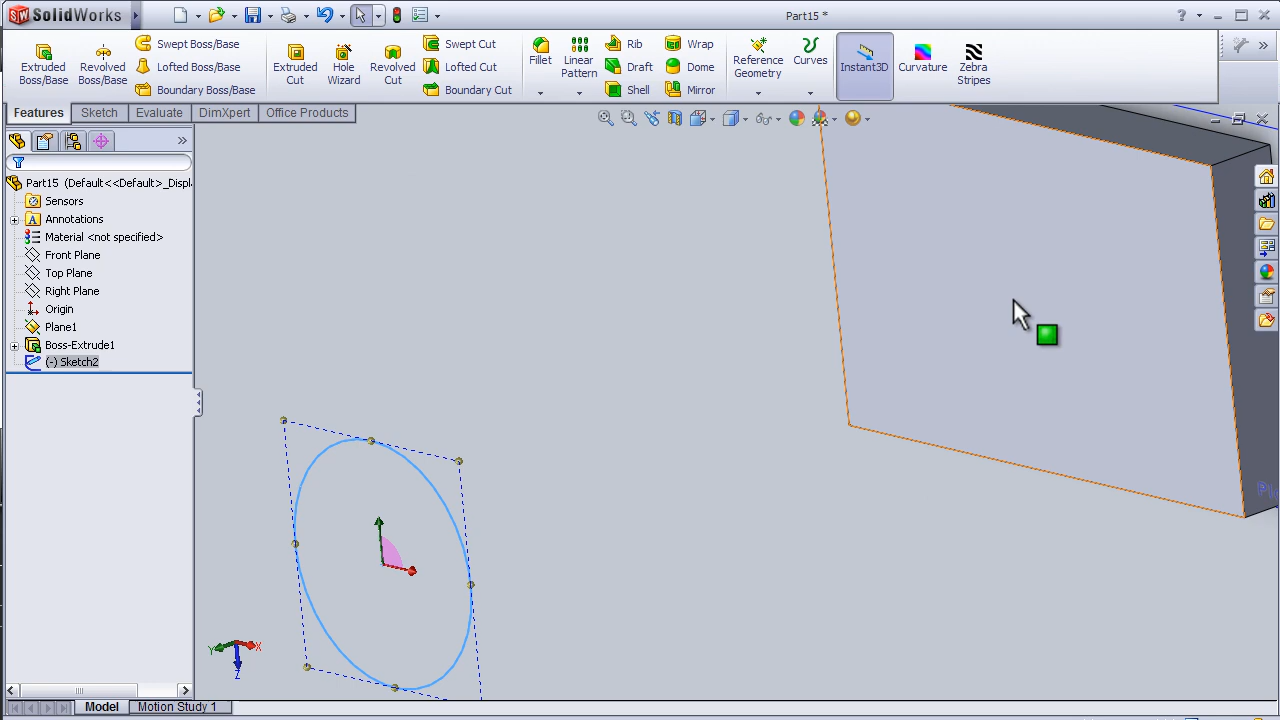 SolidWorks
Part15 *
Extruded Boss/Base
Revolved Boss/Base
Swept Boss/Base
Lofted Boss/Base
Boundary Boss/Base
Extruded Cut
Hole Wizard
Revolved Cut
Swept Cut
Lofted Cut
Boundary Cut
Fillet
Linear Pattern
Rib
Draft
Shell
Wrap
Dome
Mirror
Reference Geometry
Curves
Instant3D
Curvature
Zebra Stripes
Features
Sketch
Evaluate
DimXpert
Office Products
Part15 (Default<<Default>_Displ
Sensors
Annotations
Material <not specified>
Front Plane
Top Plane
Right Plane
Origin
Plane1
Boss-Extrude1
(-) Sketch2
Y
X
Z
Model
Motion Study 1